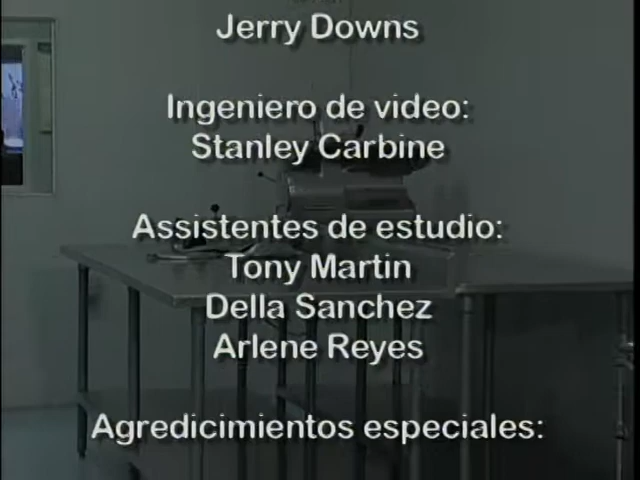 Jerry Downs
Ingeniero de video:
Stanley Carbine
Assistentes de estudio:
Tony Martin
Della Sanchez
Arlene Reyes
Agredicimientos especiales: